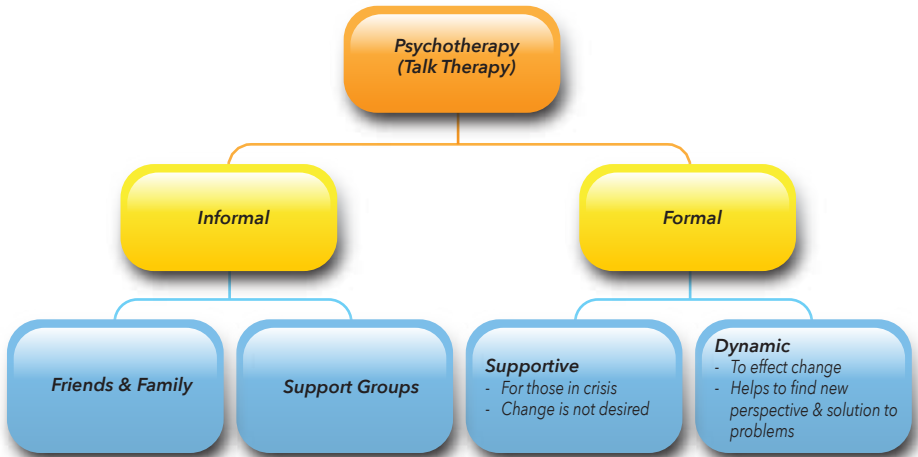 Psychotherapy
(Talk Therapy)
Informal
Formal
Friends & Family
Support Groups
Supportive
- For those in crisis
- Change is not desired
Dynamic
- To effect change
- Helps to find new
perspective & solution to
problems